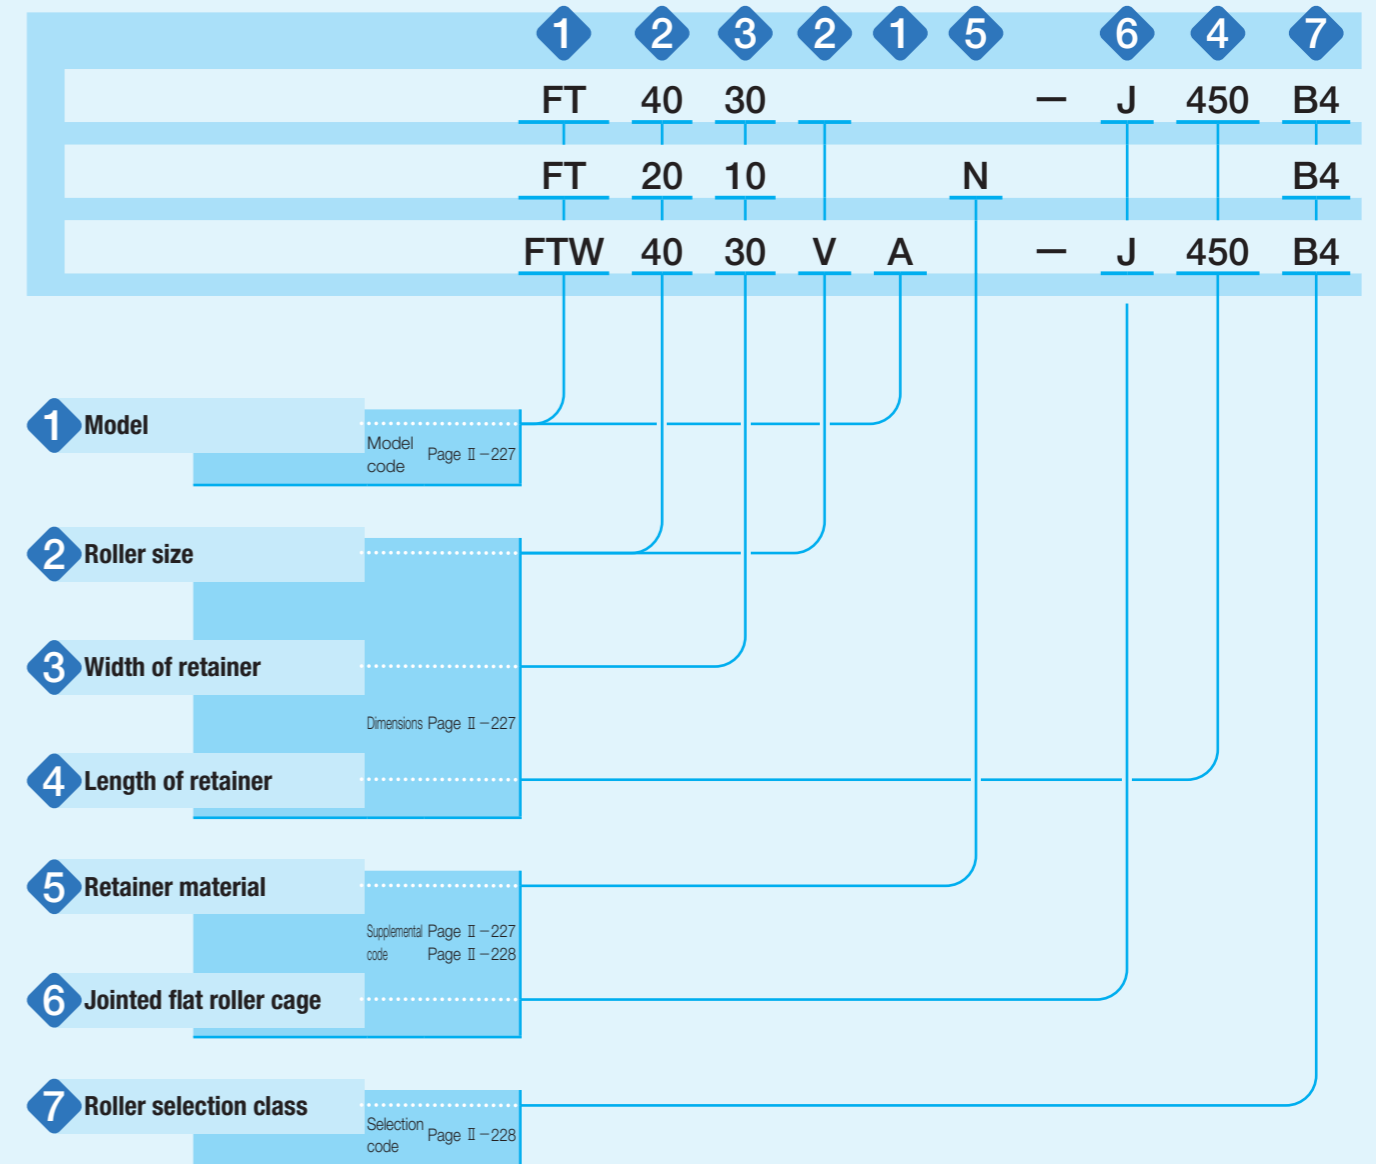 1 2 3 2 1 5 6 4 7
FT 40 30 － J 450 B4
FT 20 10 N B4
FTW 40 30 V A － J 450 B4
1 Model
Model code Page Ⅱ－227
2 Roller size
3 Width of retainer
Dimensions Page Ⅱ－227
4 Length of retainer
5 Retainer material
Supplemental Page Ⅱ－227
code Page Ⅱ－228
6 Jointed flat roller cage
7 Roller selection class
Selection code Page Ⅱ－228